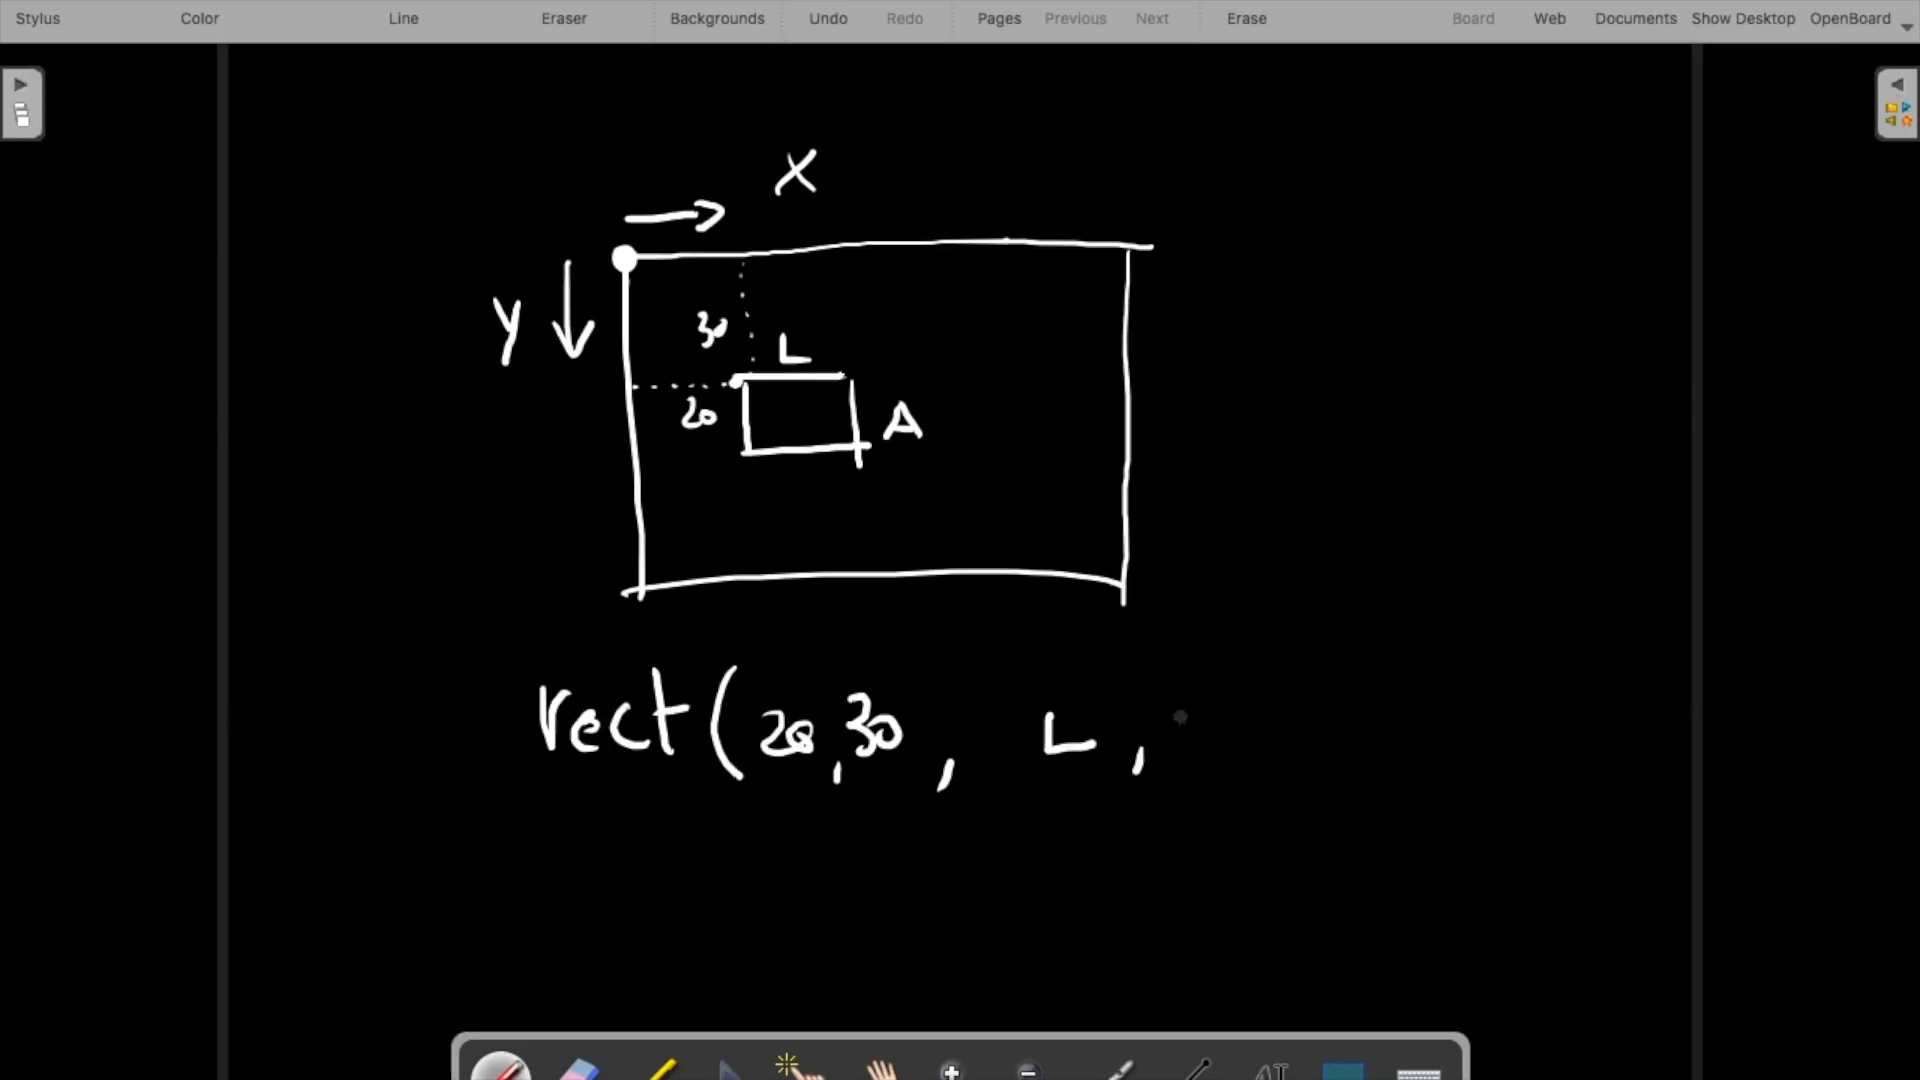 Stylus Color Line Eraser Backgrounds Undo Redo Pages Previous Next Erase Board Web Documents Show Desktop OpenBoard
X
y
30
L
20
A
rect(20,30, L,